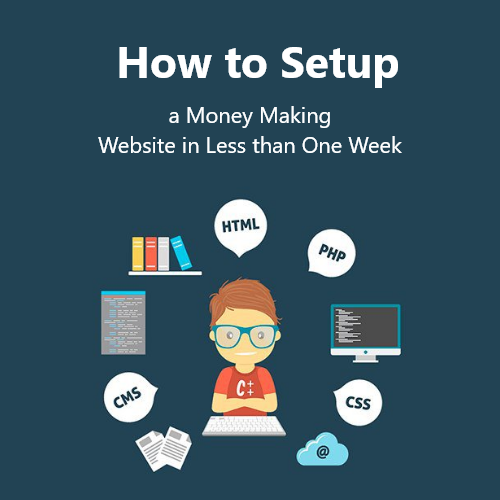 How to Setup
a Money Making
Website in Less than One Week
HTML
PHP
CMS
C++
CSS
@